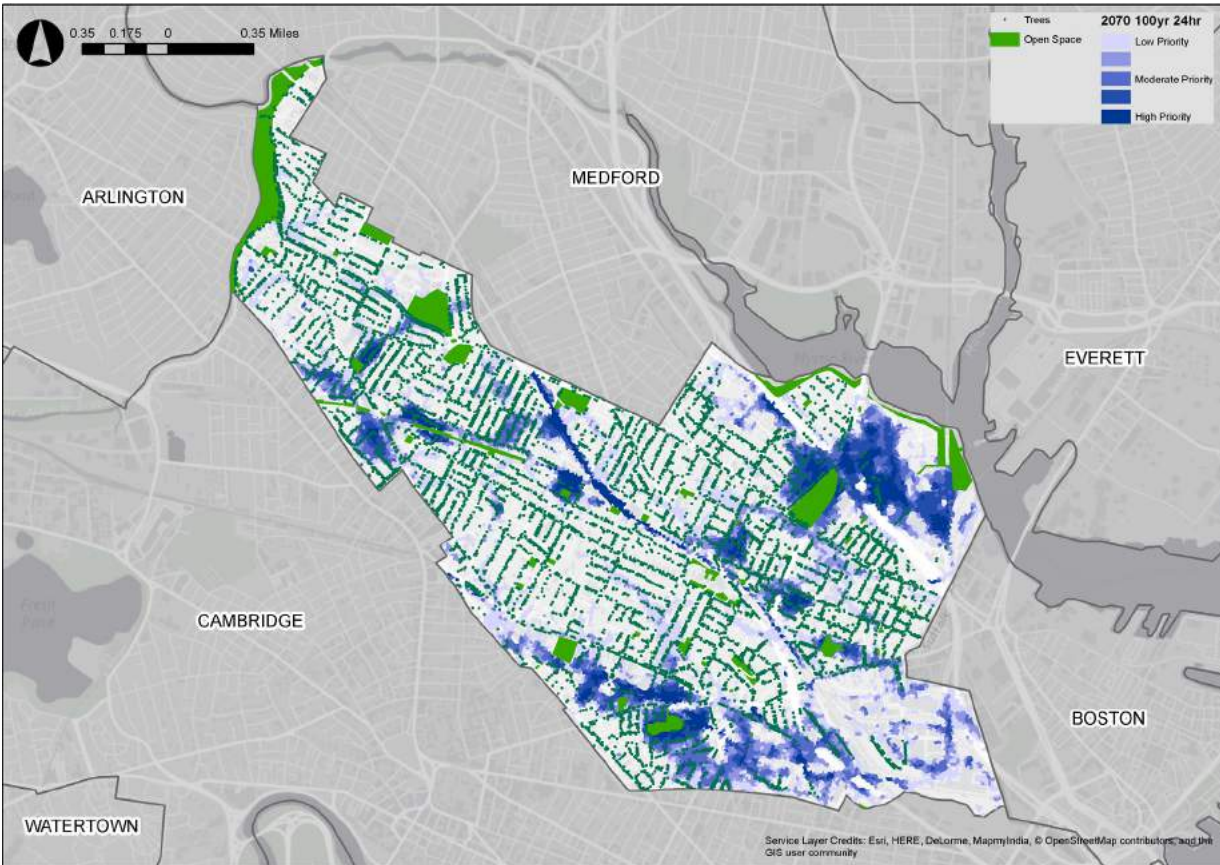 0.35 0.175 0 0.35 Miles
Trees
Open Space
2070 100yr 24hr
Low Priority
Moderate Priority
High Priority
MEDFORD
ARLINGTON
EVERETT
CAMBRIDGE
BOSTON
WATERTOWN
Service Layer Credits: Esri, HERE, DeLorme, MapmyIndia, © OpenStreetMap contributors, and the
GIS user community